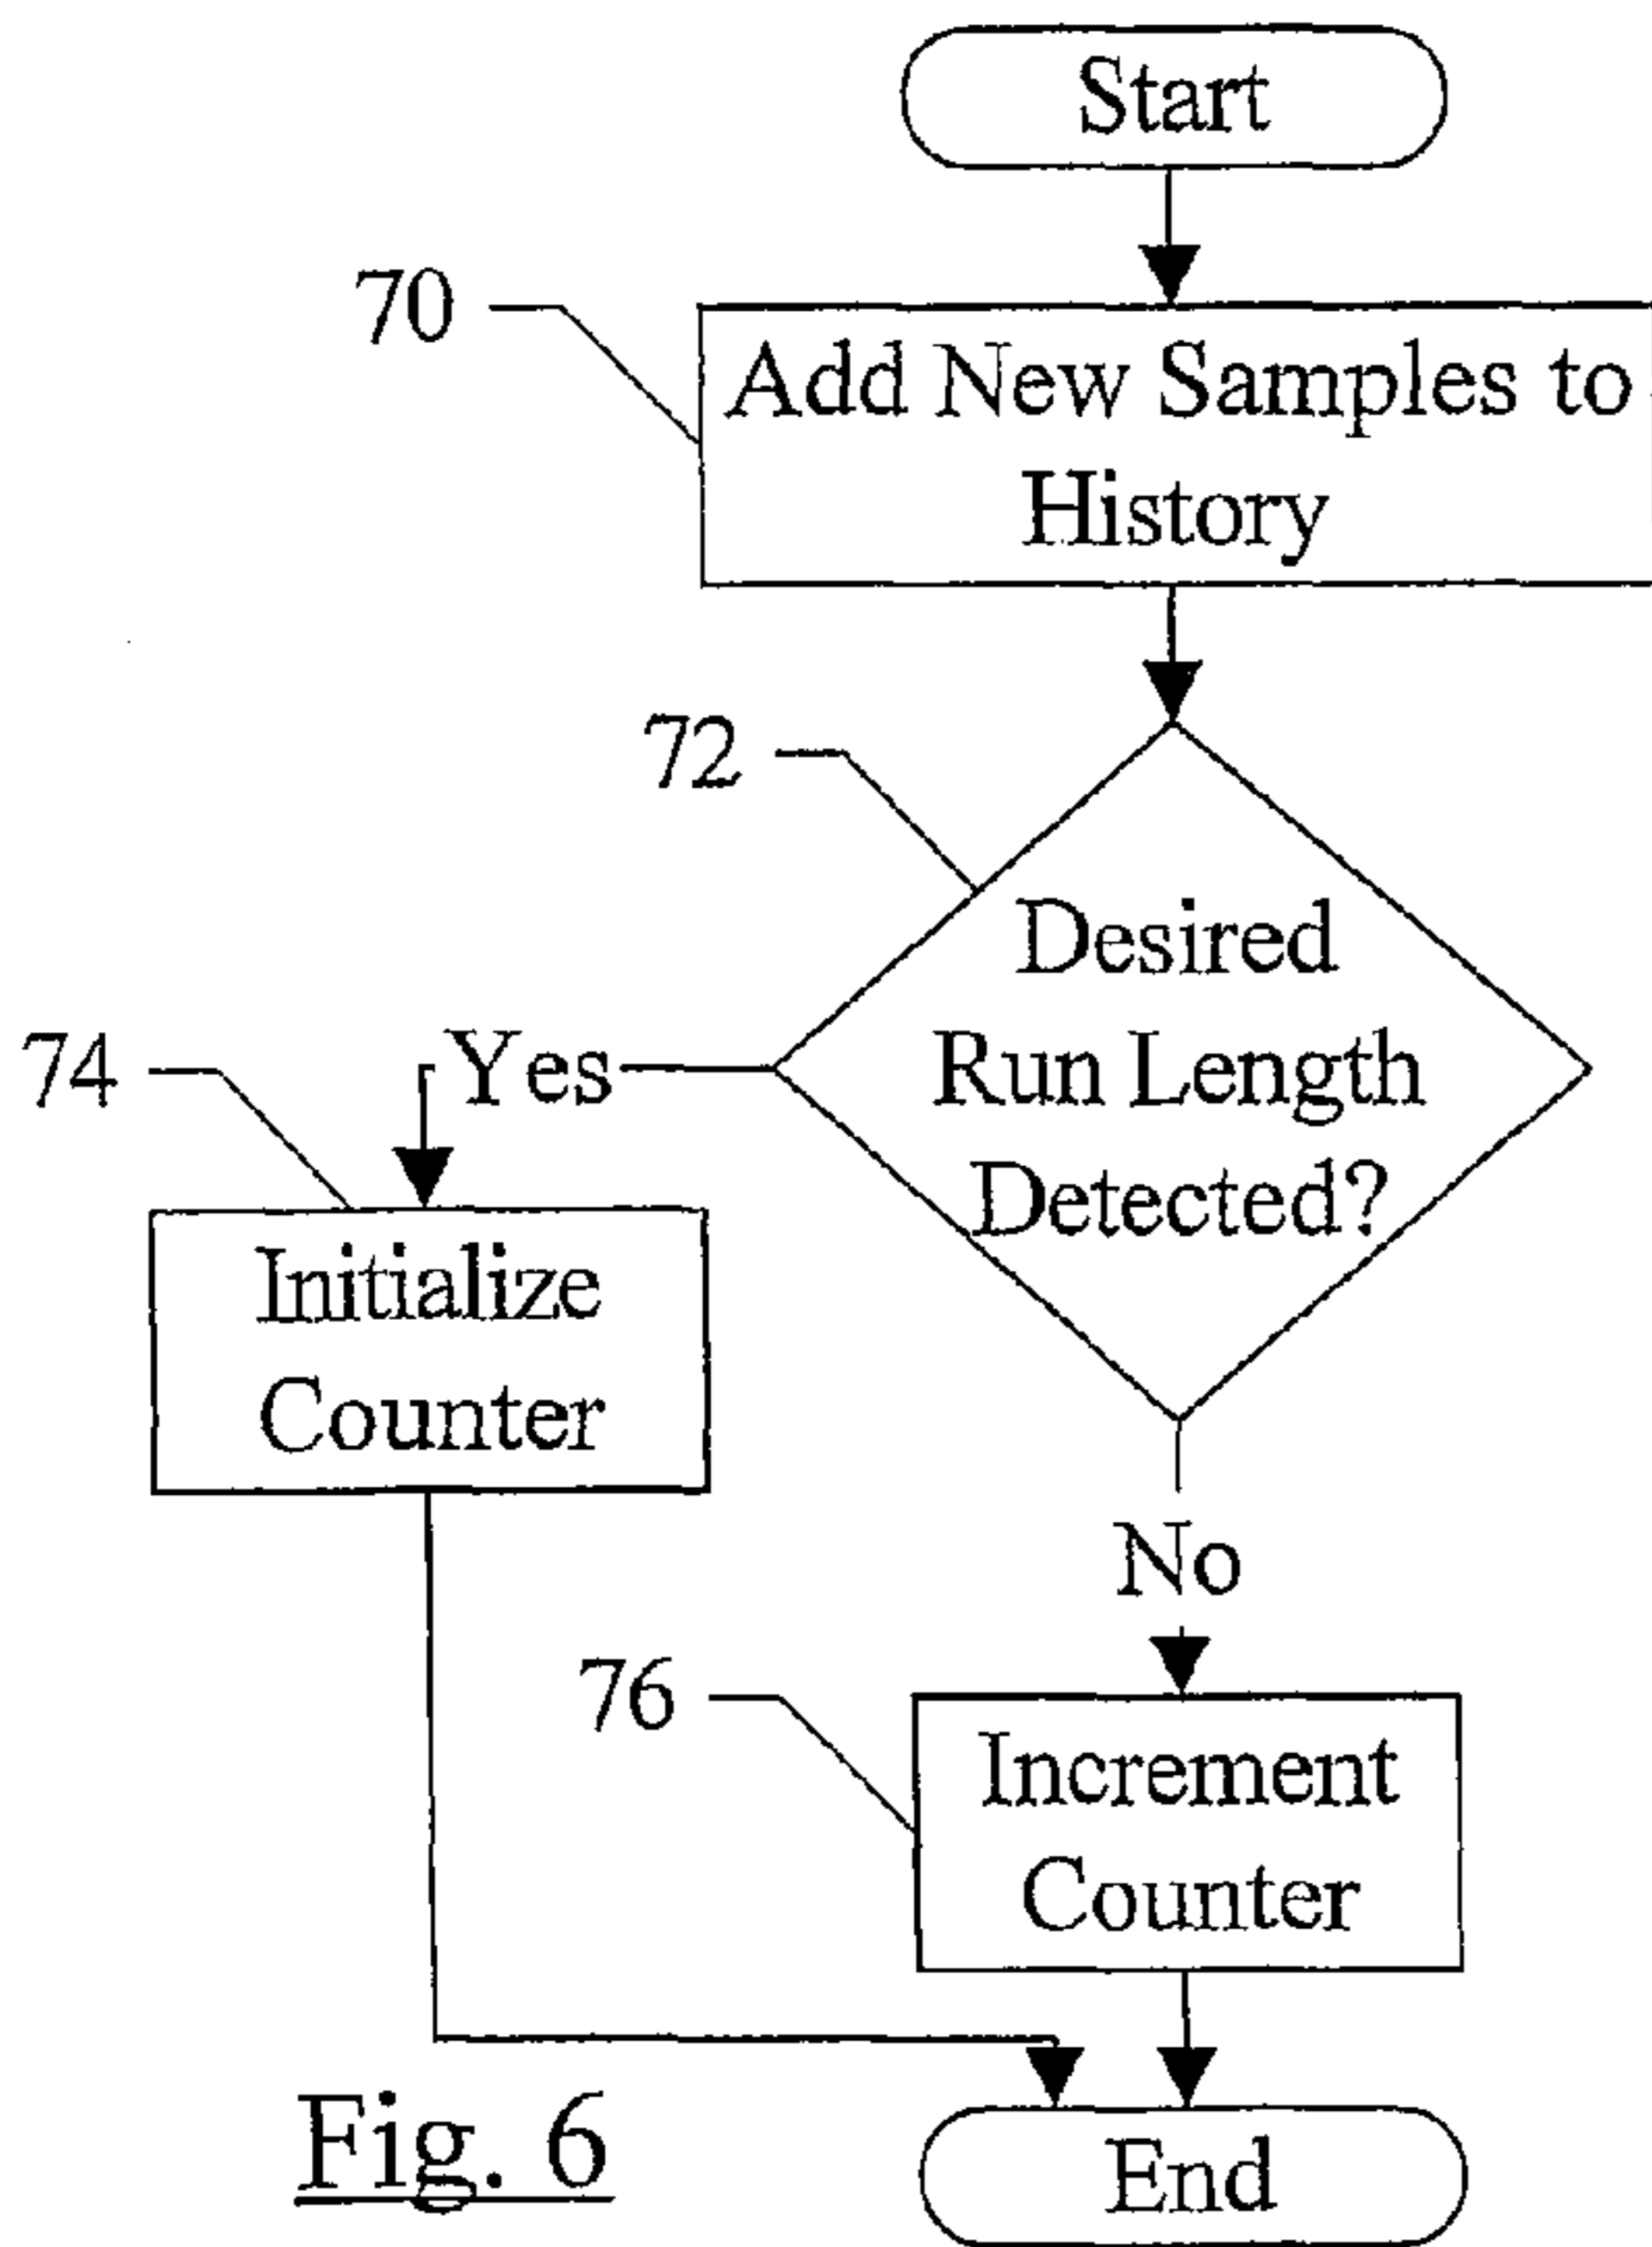 Start
70
Add New Samples to
History
72
Desired
Run Length
Detected?
74
Yes
Initialize
Counter
No
76
Increment
Counter
Fig. 6
End